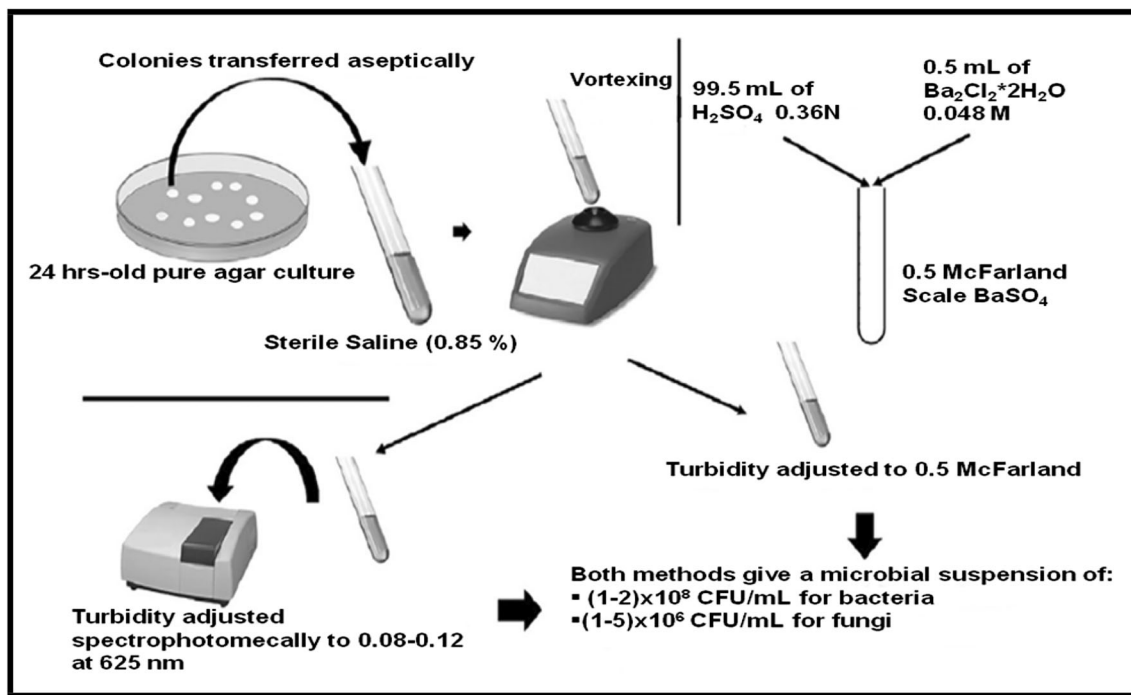 Colonies transferred aseptically
24 hrs-old pure agar culture
Sterile Saline (0.85 %)
Vortexing
99.5 mL of
H₂SO₄ 0.36N
0.5 mL of
Ba₂Cl₂*2H₂O
0.048 M
0.5 McFarland
Scale BaSO₄
Turbidity adjusted
spectrophotomecally to 0.08-0.12
at 625 nm
Turbidity adjusted to 0.5 McFarland
Both methods give a microbial suspension of:
▪ (1-2)x10⁸ CFU/mL for bacteria
▪(1-5)x10⁶ CFU/mL for fungi